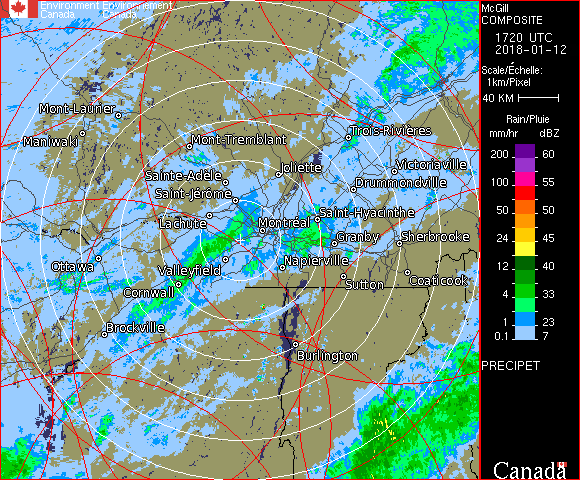 Environment Environnement
Canada Canada
McGill
COMPOSITE
1720 UTC
2018-01-12
Scale/Échelle:
1km/Pixel
40 KM
Rain/Pluie
mm/hr dBZ
200 60
100 55
50 50
24 45
12 40
4 33
1 23
0.1 7
PRECIPET
Canada
Mont-Laurier
Maniwaki
Mont-Tremblant
Trois-Rivières
Victoriaville
Joliette
Sainte-Adèle
Drummondville
Saint-Jérôme
Saint-Hyacinthe
Lachute
Montréal
Granby
Sherbrooke
Ottawa
Valleyfield
Napierville
Sutton
Coaticook
Cornwall
Brockville
Burlington